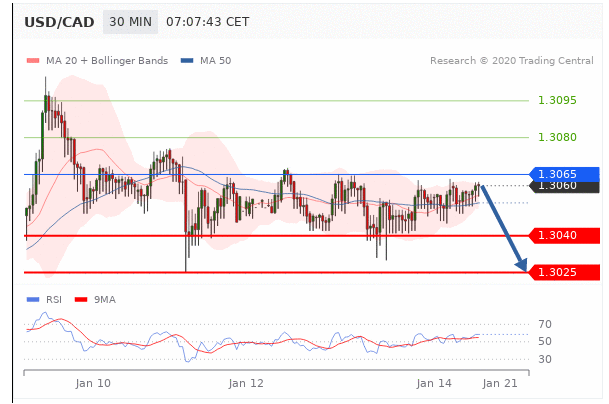 USD/CAD 30 MIN 07:07:43 CET
MA 20 + Bollinger Bands MA 50 Research © 2020 Trading Central
1.3095
1.3080
1.3065
1.3060
1.3040
1.3025
RSI 9MA
70
50
30
Jan 10 Jan 12 Jan 14 Jan 21